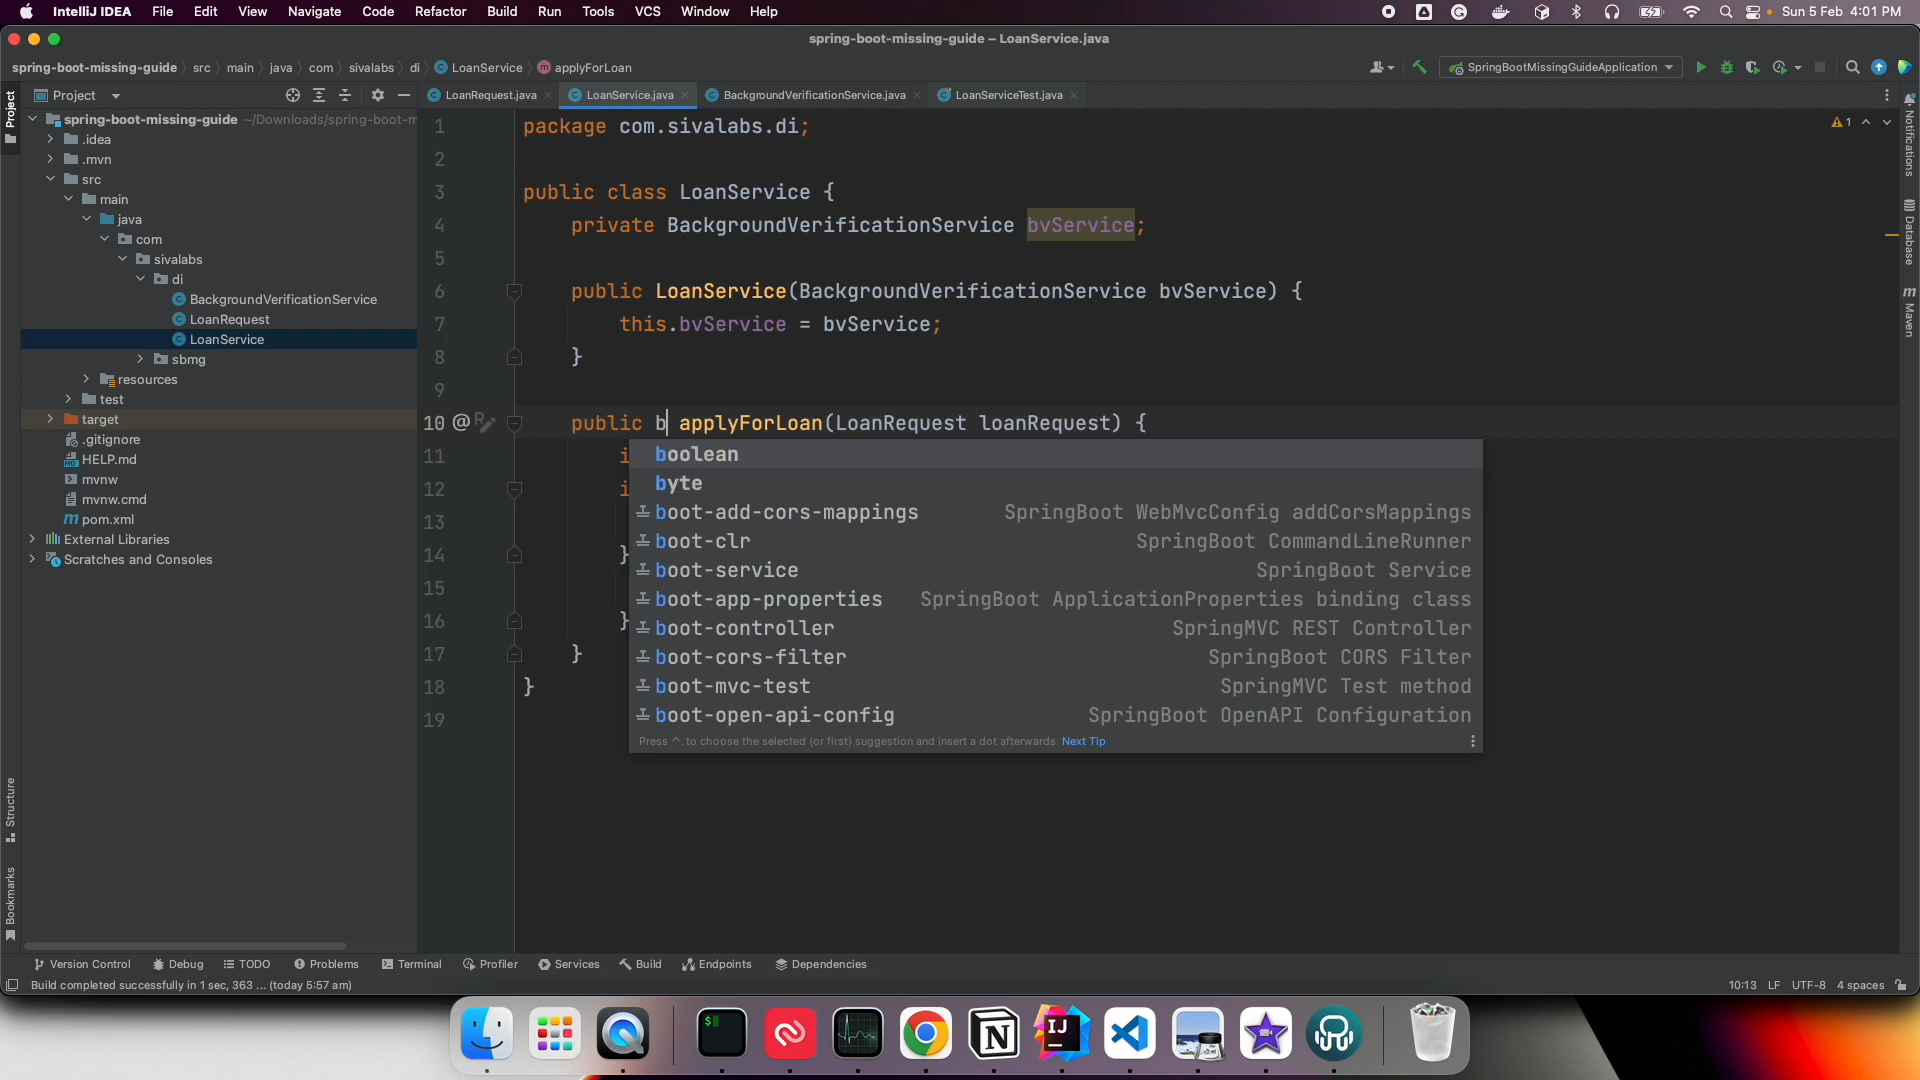 IntelliJ IDEA File Edit View Navigate Code Refactor Build Run Tools VCS Window Help Sun 5 Feb 4:01 PM
spring-boot-missing-guide – LoanService.java
spring-boot-missing-guide src main java com sivalabs di LoanService applyForLoan SpringBootMissingGuideApplication
Project
Project LoanRequest.java LoanService.java BackgroundVerificationService.java LoanServiceTest.java
spring-boot-missing-guide ~/Downloads/spring-boot-m
.idea
.mvn
src
main
java
com
sivalabs
di
BackgroundVerificationService
LoanRequest
LoanService
sbmg
resources
test
target
.gitignore
HELP.md
mvnw
mvnw.cmd
pom.xml
External Libraries
Scratches and Consoles
1 package com.sivalabs.di;
2
3 public class LoanService {
4 private BackgroundVerificationService bvService;
5
6 public LoanService(BackgroundVerificationService bvService) {
7 this.bvService = bvService;
8 }
9
10 @ public b applyForLoan(LoanRequest loanRequest) {
11 i
12 i
13
14 }
15
16 }
17 }
18 }
19
boolean
byte
boot-add-cors-mappings SpringBoot WebMvcConfig addCorsMappings
boot-clr SpringBoot CommandLineRunner
boot-service SpringBoot Service
boot-app-properties SpringBoot ApplicationProperties binding class
boot-controller SpringMVC REST Controller
boot-cors-filter SpringBoot CORS Filter
boot-mvc-test SpringMVC Test method
boot-open-api-config SpringBoot OpenAPI Configuration
Press ^. to choose the selected (or first) suggestion and insert a dot afterwards Next Tip
1
Notifications
Database
Maven
Structure
Bookmarks
Version Control Debug TODO Problems Terminal Profiler Services Build Endpoints Dependencies
Build completed successfully in 1 sec, 363 ... (today 5:57 am) 10:13 LF UTF-8 4 spaces